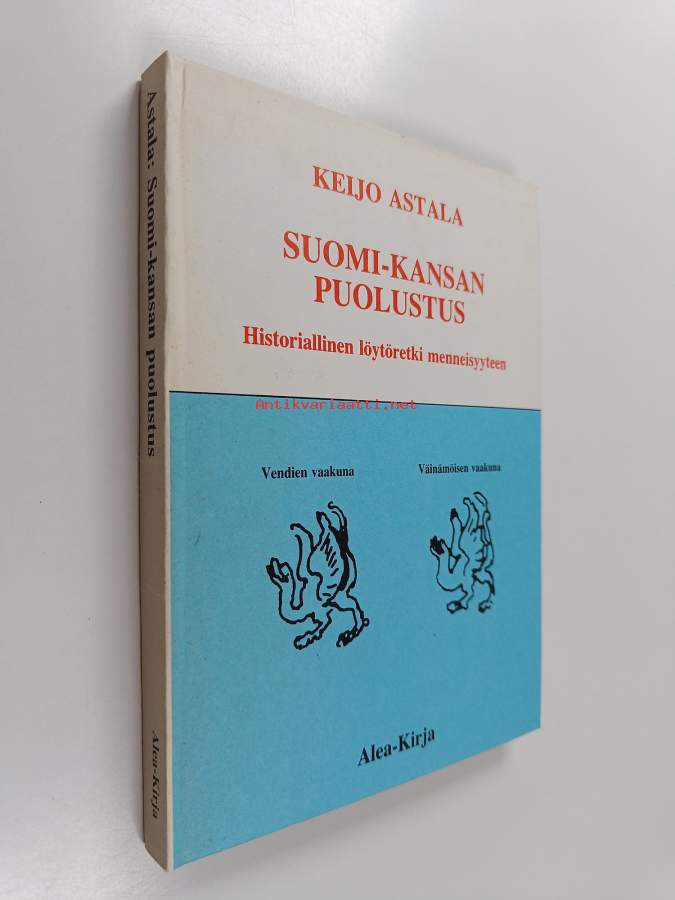 Astala: Suomi-kansan puolustus
Alea-Kirja
KEIJO ASTALA
SUOMI-KANSAN
PUOLUSTUS
Historiallinen löytöretki menneisyyteen
Antikvariaatti.net
Vendien vaakuna
Väinämöisen vaakuna
Alea-Kirja